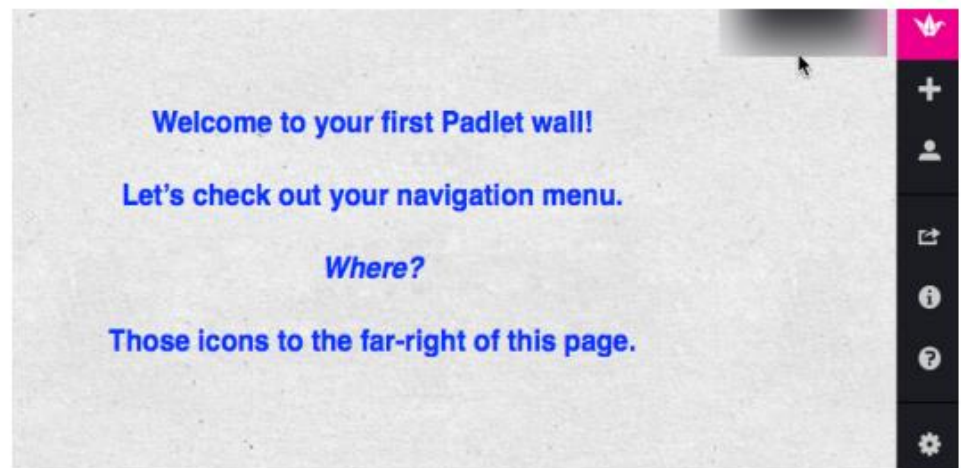 Welcome to your first Padlet wall!
Let's check out your navigation menu.
Where?
Those icons to the far-right of this page.